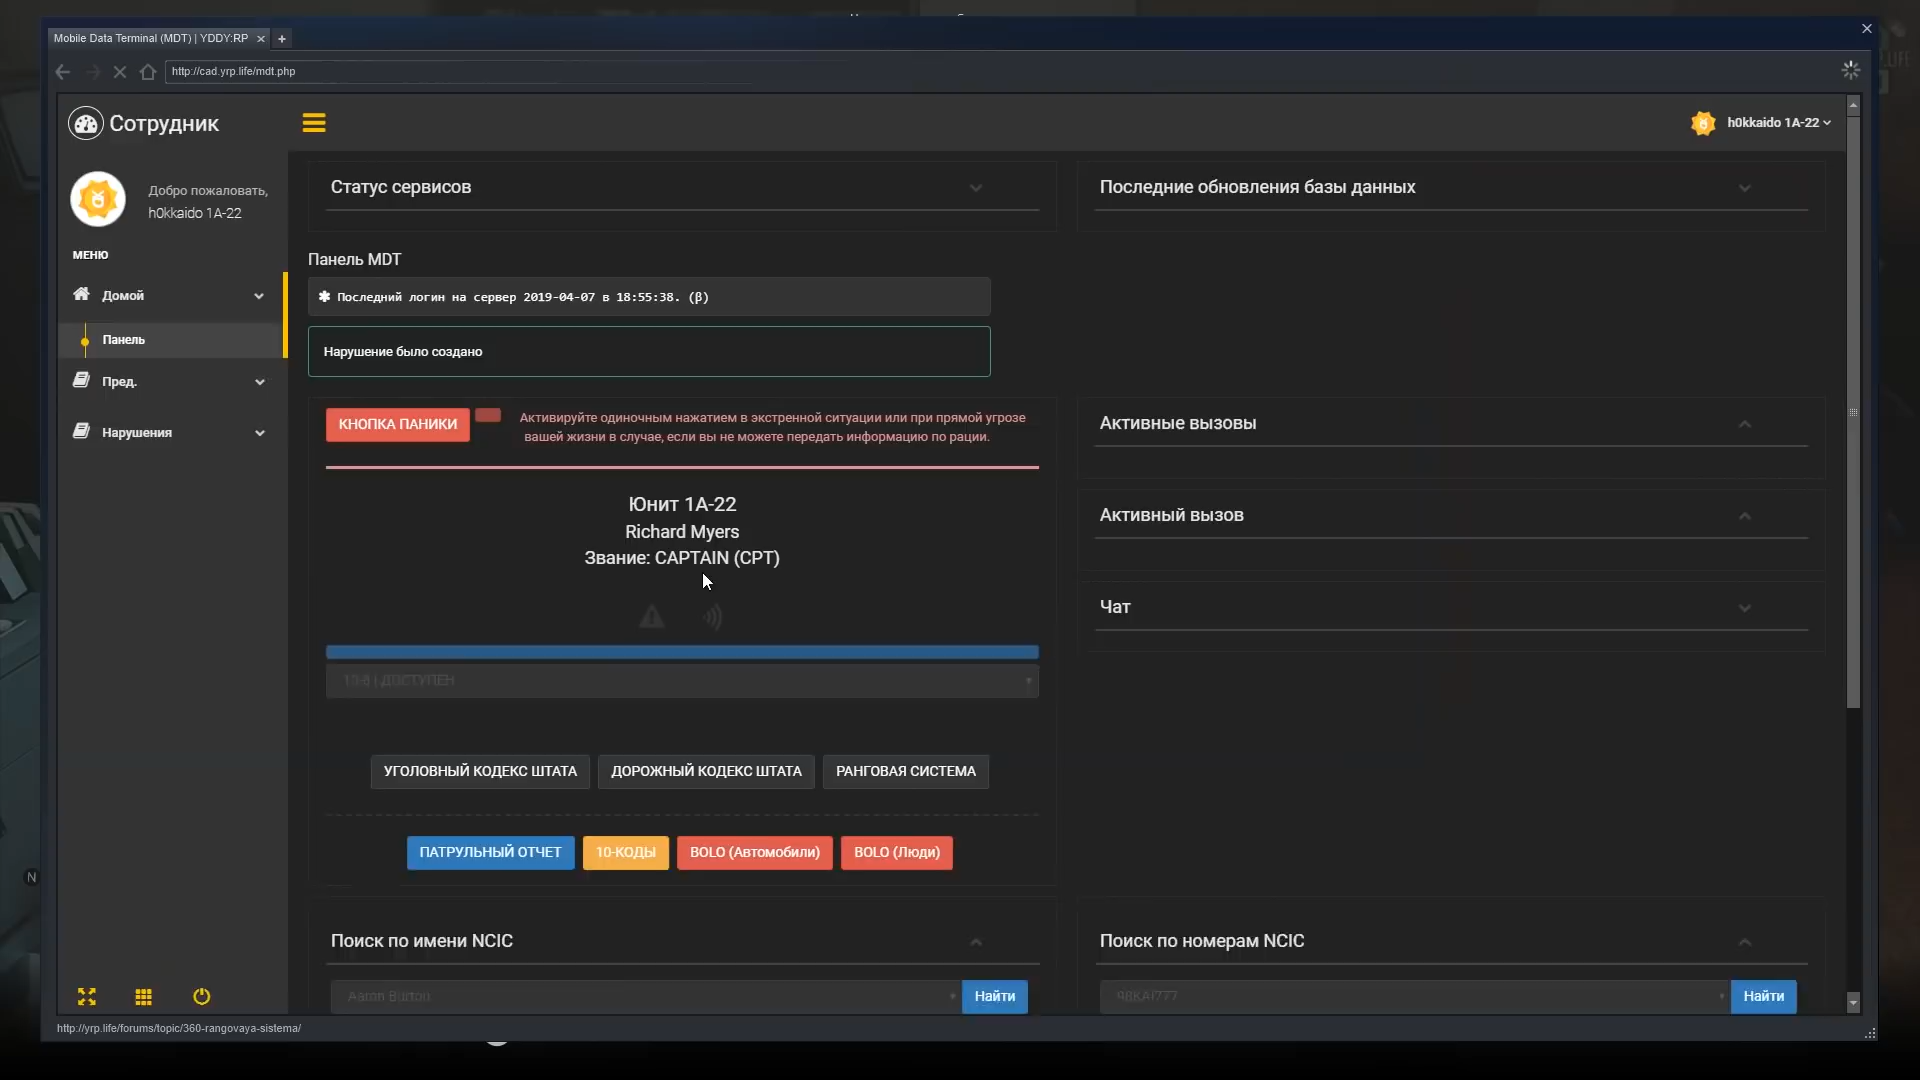 Mobile Data Terminal (MDT) | YDDY:RP
http://cad.yrp.life/mdt.php
Сотрудник
h0kkaido 1A-22
Добро пожаловать,
h0kkaido 1A-22
МЕНЮ
Домой
Панель
Пред.
Нарушения
Статус сервисов
Последние обновления базы данных
Панель MDT
✱ Последний логин на сервер 2019-04-07 в 18:55:38. (β)
Нарушение было создано
КНОПКА ПАНИКИ
Активируйте одиночным нажатием в экстренной ситуации или при прямой угрозе
вашей жизни в случае, если вы не можете передать информацию по рации.
Юнит 1A-22
Richard Myers
Звание: CAPTAIN (CPT)
10-8 | ДОСТУПЕН
Активные вызовы
Активный вызов
Чат
УГОЛОВНЫЙ КОДЕКС ШТАТА
ДОРОЖНЫЙ КОДЕКС ШТАТА
РАНГОВАЯ СИСТЕМА
ПАТРУЛЬНЫЙ ОТЧЕТ
10-КОДЫ
BOLO (Автомобили)
BOLO (Люди)
Поиск по имени NCIC
Aaron Burton
Найти
Поиск по номерам NCIC
Найти
http://yrp.life/forums/topic/360-rangovaya-sistema/
N